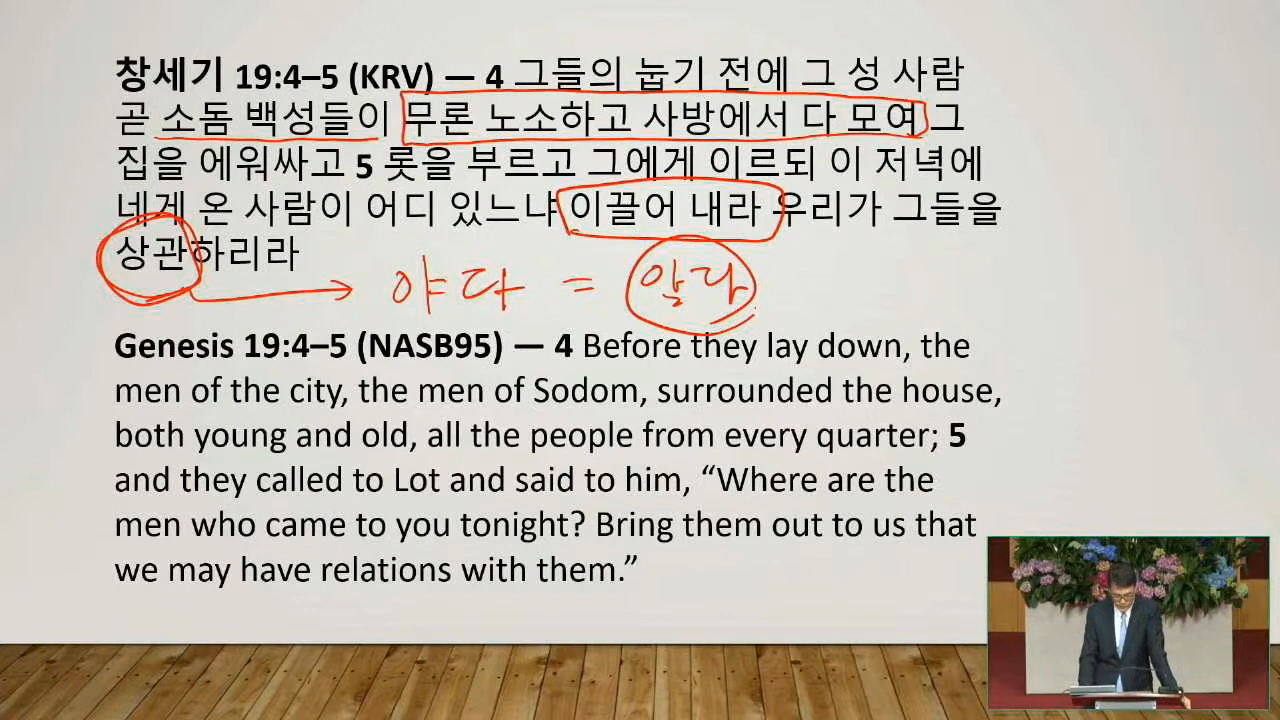 창세기 19:4–5 (KRV) — 4 그들의 눕기 전에 그 성 사람
곧 소돔 백성들이 무론 노소하고 사방에서 다 모여 그
집을 에워싸고 5 롯을 부르고 그에게 이르되 이 저녁에
네게 온 사람이 어디 있느냐 이끌어 내라 우리가 그들을
상관하리라
야다 = 알다
Genesis 19:4–5 (NASB95) — 4 Before they lay down, the
men of the city, the men of Sodom, surrounded the house,
both young and old, all the people from every quarter; 5
and they called to Lot and said to him, “Where are the
men who came to you tonight? Bring them out to us that
we may have relations with them.”